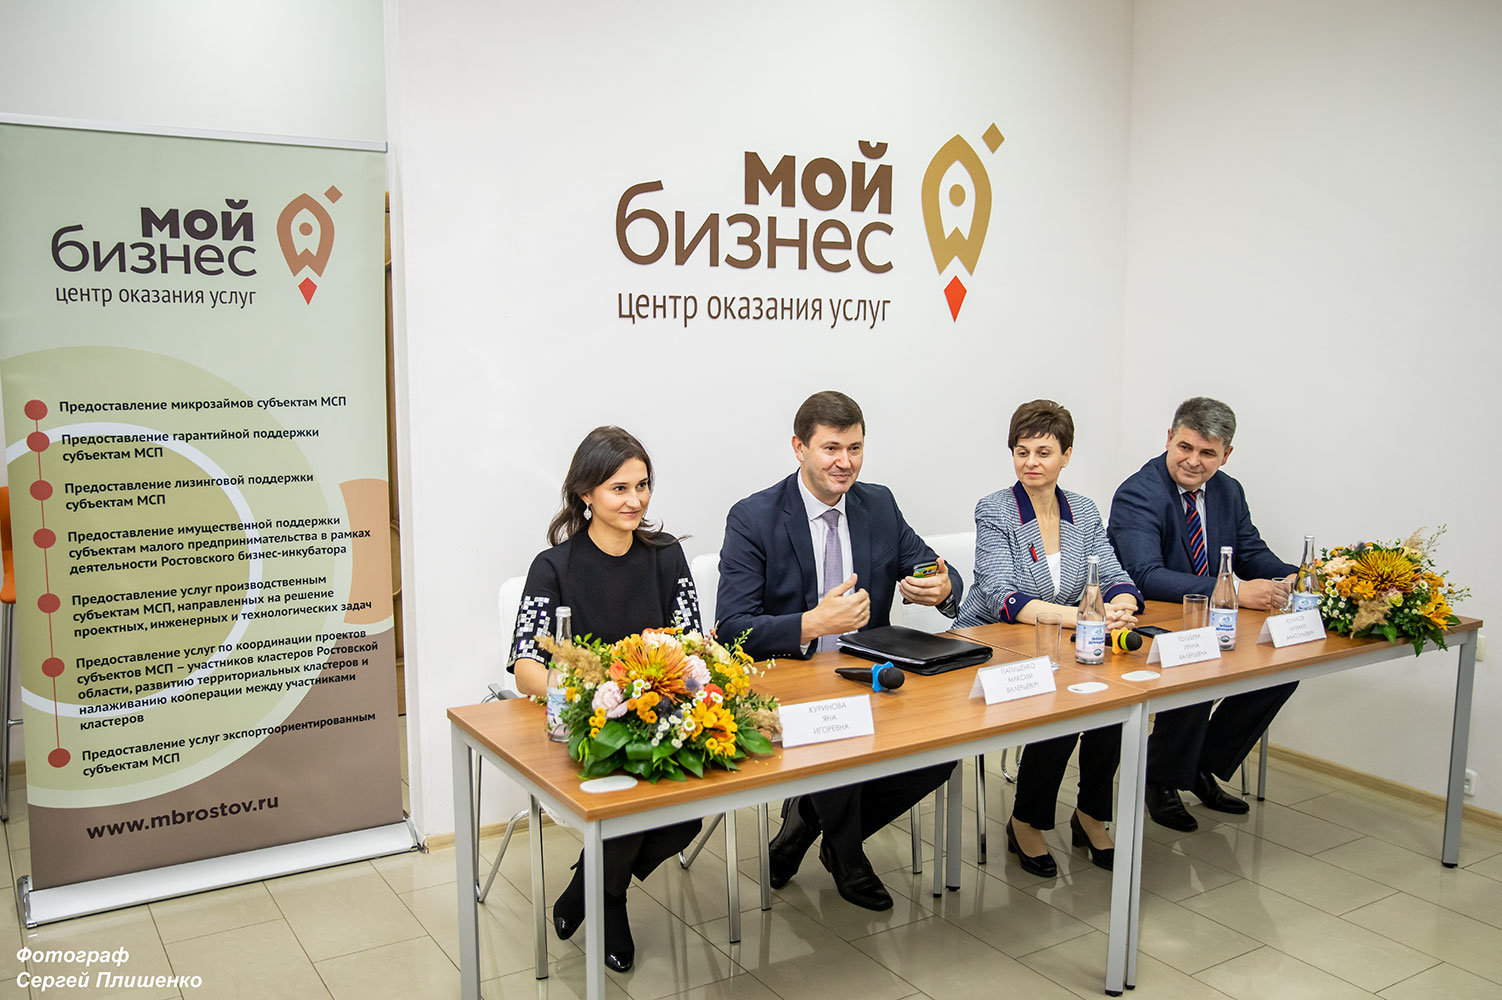 мой
бизнес
центр оказания услуг
Предоставление микрозаймов субъектам МСП
Предоставление гарантийной поддержки
субъектам МСП
Предоставление лизинговой поддержки
субъектам МСП
Предоставление имущественной поддержки
субъектам малого предпринимательства в рамках
деятельности Ростовского бизнес-инкубатора
Предоставление услуг производственным
субъектам МСП, направленных на решение
проектных, инженерных и технологических задач
Предоставление услуг по координации проектов
субъектов МСП – участников кластеров Ростовской
области, развитию территориальных кластеров и
налаживанию кооперации между участниками
кластеров
Предоставление услуг экспортоориентированным
субъектам МСП
www.mbrostov.ru
мой
бизнес
центр оказания услуг
КУРИНОВА
ЯНА
ИГОРЕВНА
ПАПУШЕНКО
МАКСИМ
ВАЛЕРЬЕВИЧ
ИРИНА
ВАЛЕРЬЕВНА
АНАТОЛЬЕВИЧ
Фотограф
Сергей Плишенко